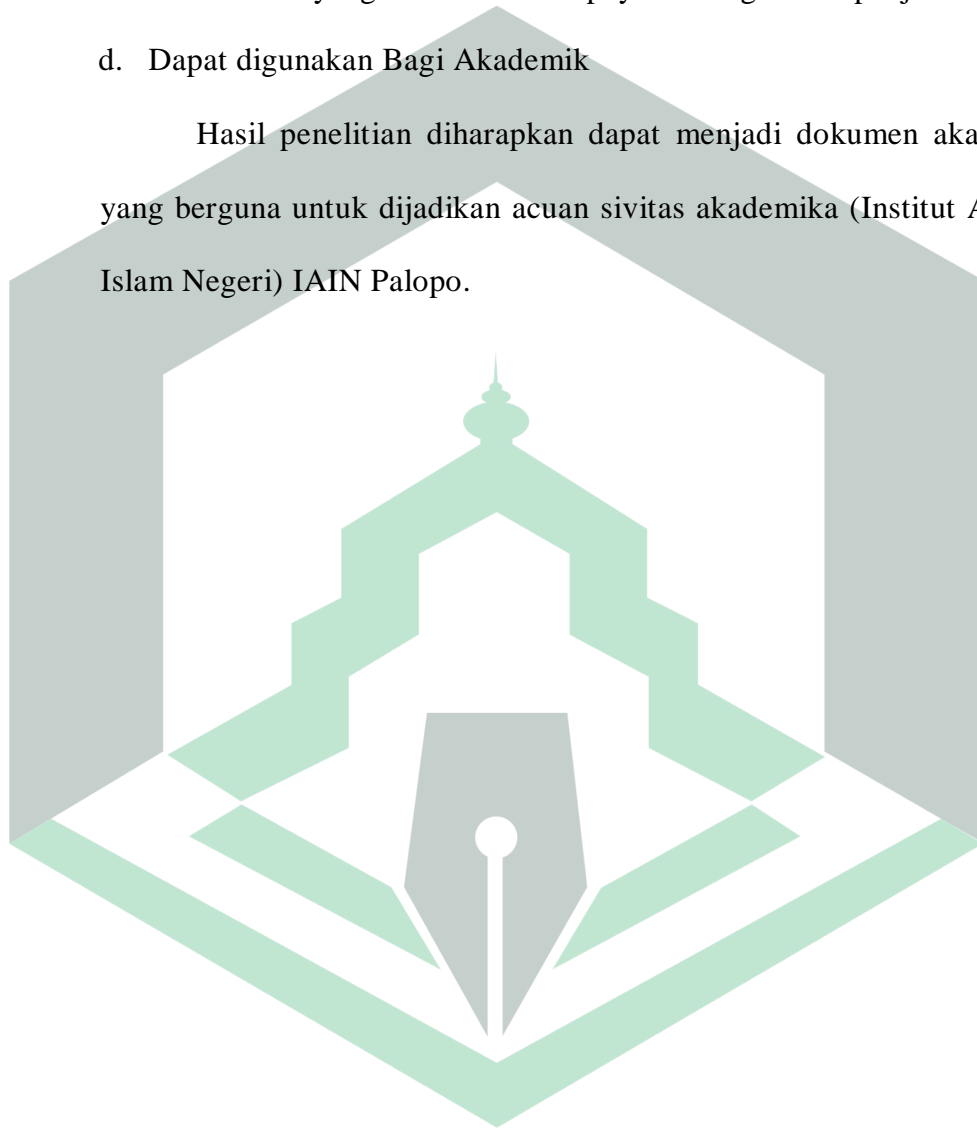 yang
d. Dapat digunakan Bagi Akademik
Hasil penelitian diharapkan dapat menjadi dokumen aka
yang berguna untuk dijadikan acuan sivitas akademika (Institut A
Islam Negeri) IAIN Palopo.